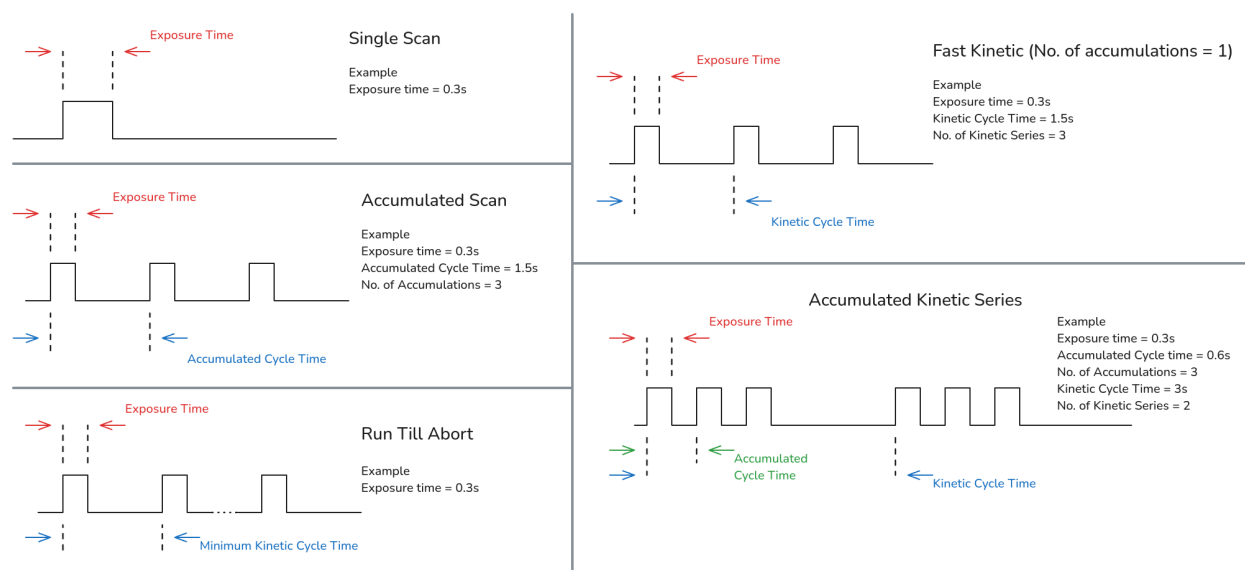 Exposure Time
Single Scan
Example
Exposure time = 0.3s
Exposure Time
Accumulated Scan
Example
Exposure time = 0.3s
Accumulated Cycle Time = 1.5s
No. of Accumulations = 3
Accumulated Cycle Time
Exposure Time
Run Till Abort
Example
Exposure time = 0.3s
Minimum Kinetic Cycle Time
Fast Kinetic (No. of accumulations = 1)
Exposure Time
Example
Exposure time = 0.3s
Kinetic Cycle Time = 1.5s
No. of Kinetic Series = 3
Kinetic Cycle Time
Accumulated Kinetic Series
Exposure Time
Example
Exposure time = 0.3s
Accumulated Cycle time = 0.6s
No. of Accumulations = 3
Kinetic Cycle Time = 3s
No. of Kinetic Series = 2
Accumulated
Cycle Time
Kinetic Cycle Time